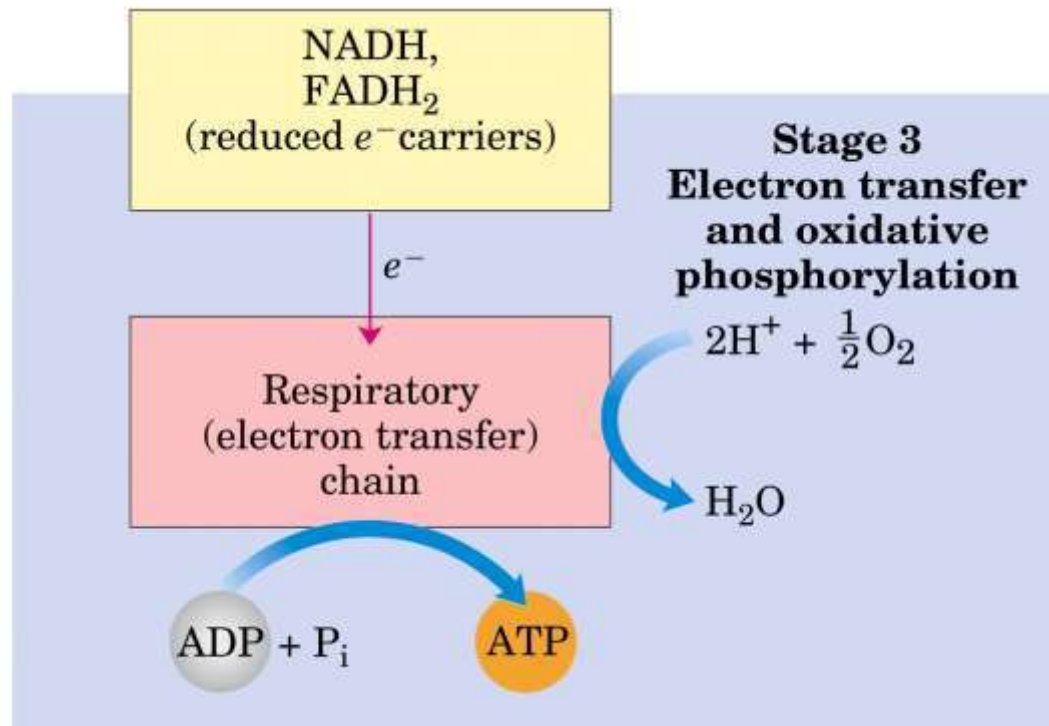 NADH,
FADH₂
(reduced e⁻ carriers)
Stage 3
Electron transfer
and oxidative
phosphorylation
e⁻
2H⁺ + ½O₂
Respiratory
(electron transfer)
chain
H₂O
ADP + Pᵢ
ATP